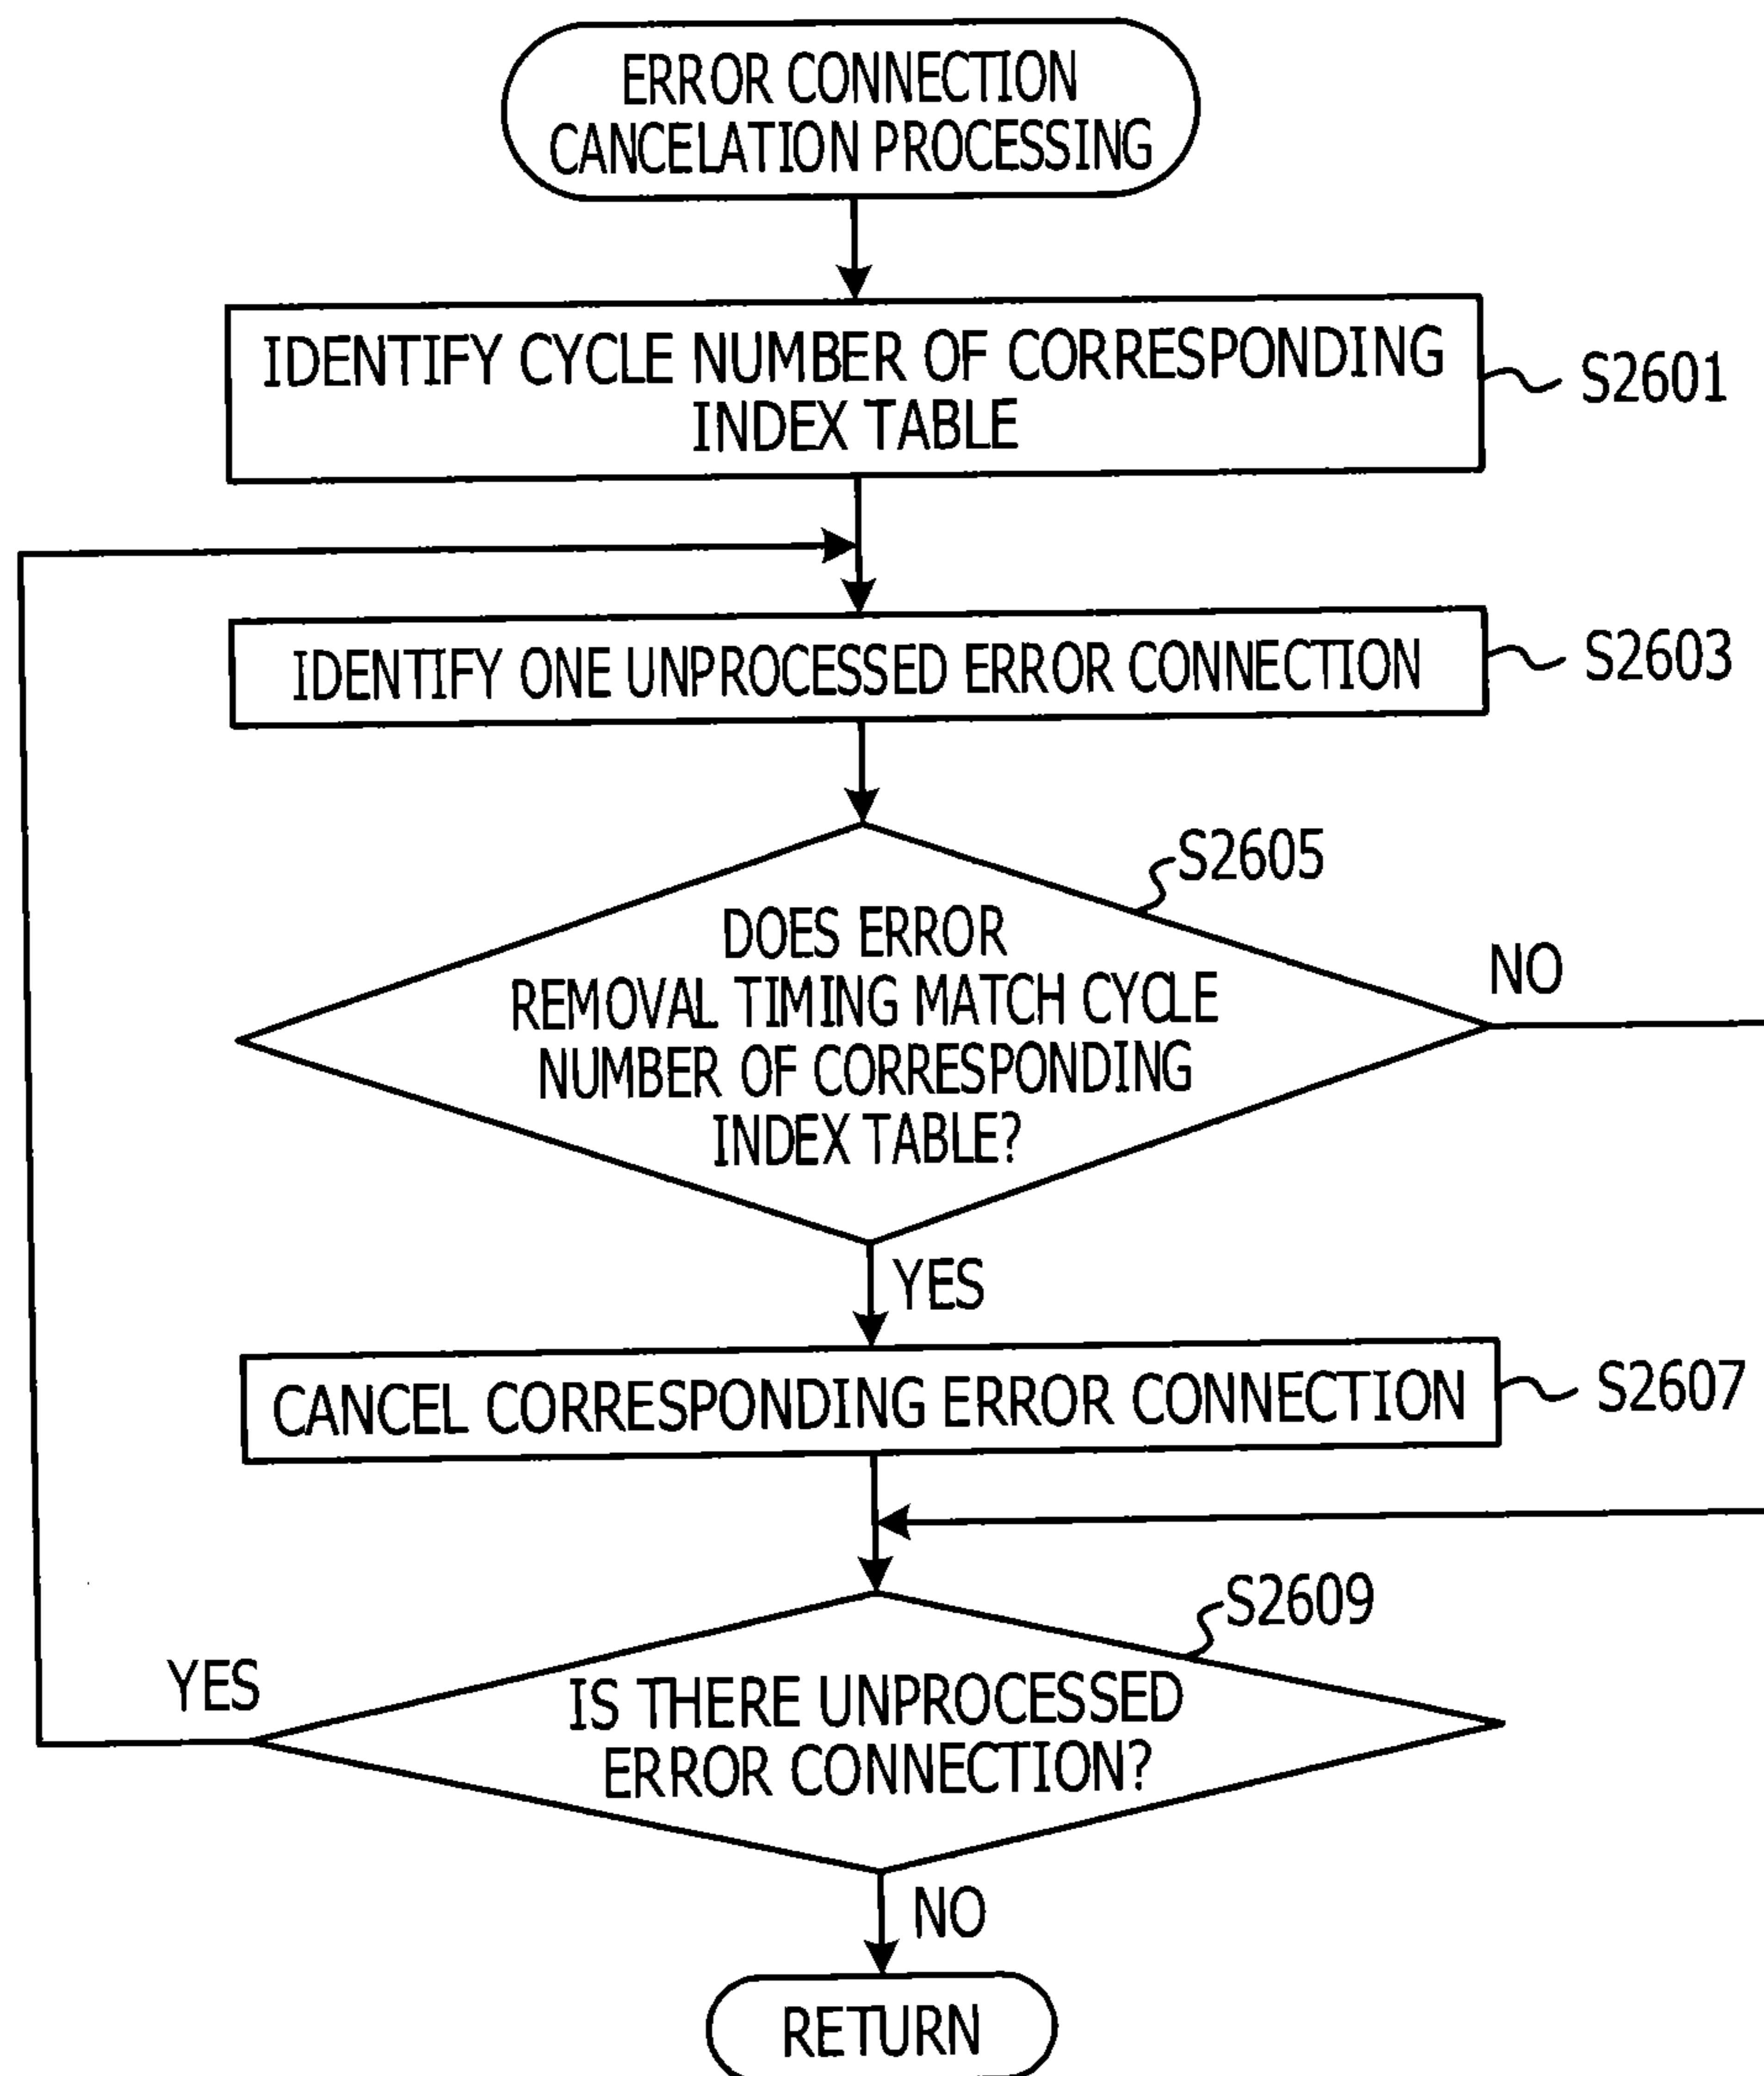 ERROR CONNECTION
CANCELATION PROCESSING
IDENTIFY CYCLE NUMBER OF CORRESPONDING
INDEX TABLE
S2601
IDENTIFY ONE UNPROCESSED ERROR CONNECTION
S2603
S2605
DOES ERROR
REMOVAL TIMING MATCH CYCLE
NUMBER OF CORRESPONDING
INDEX TABLE?
NO
YES
CANCEL CORRESPONDING ERROR CONNECTION
S2607
S2609
IS THERE UNPROCESSED
ERROR CONNECTION?
YES
NO
RETURN